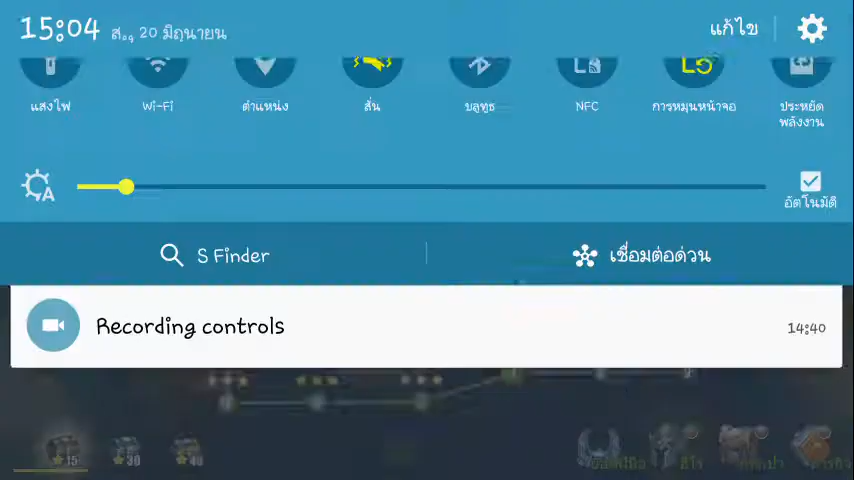 15:04 ส., 20 มิถุนายน แก้ไข
แสงไฟ Wi-Fi ตำแหน่ง สั่น บลูทูธ NFC การหมุนหน้าจอ ประหยัด
พลังงาน
อัตโนมัติ
S Finder เชื่อมต่อด่วน
Recording controls 14:40
15 30 40
ฮีโร่